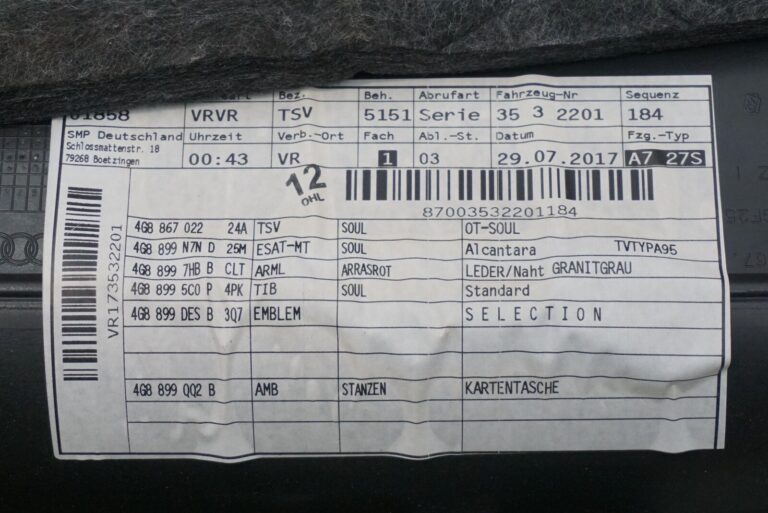 Bez. Beh. Abrufart Fahrzeug-Nr Sequenz
01858 VRVR TSV 5151 Serie 35 3 2201 184
SMP Deutschland Uhrzeit Verb.-Ort Fach Abl.-St. Datum Fzg.-Typ
Schlossmattenstr. 18
79268 Boetzingen 00:43 VR 1 03 29.07.2017 A7 27S
12
OHL
87003532201184
VR173532201
4G8 867 022 24A TSV SOUL OT-SOUL
4G8 899 N7N D 25M ESAT-MT SOUL Alcantara TVTYPA95
4G8 899 7HB B CLT ARML ARRASROT LEDER/Naht GRANITGRAU
4G8 899 5C0 P 4PK TIB SOUL Standard
4G8 899 DES B 3Q7 EMBLEM SELECTION
4G8 899 QQ2 B AMB STANZEN KARTENTASCHE